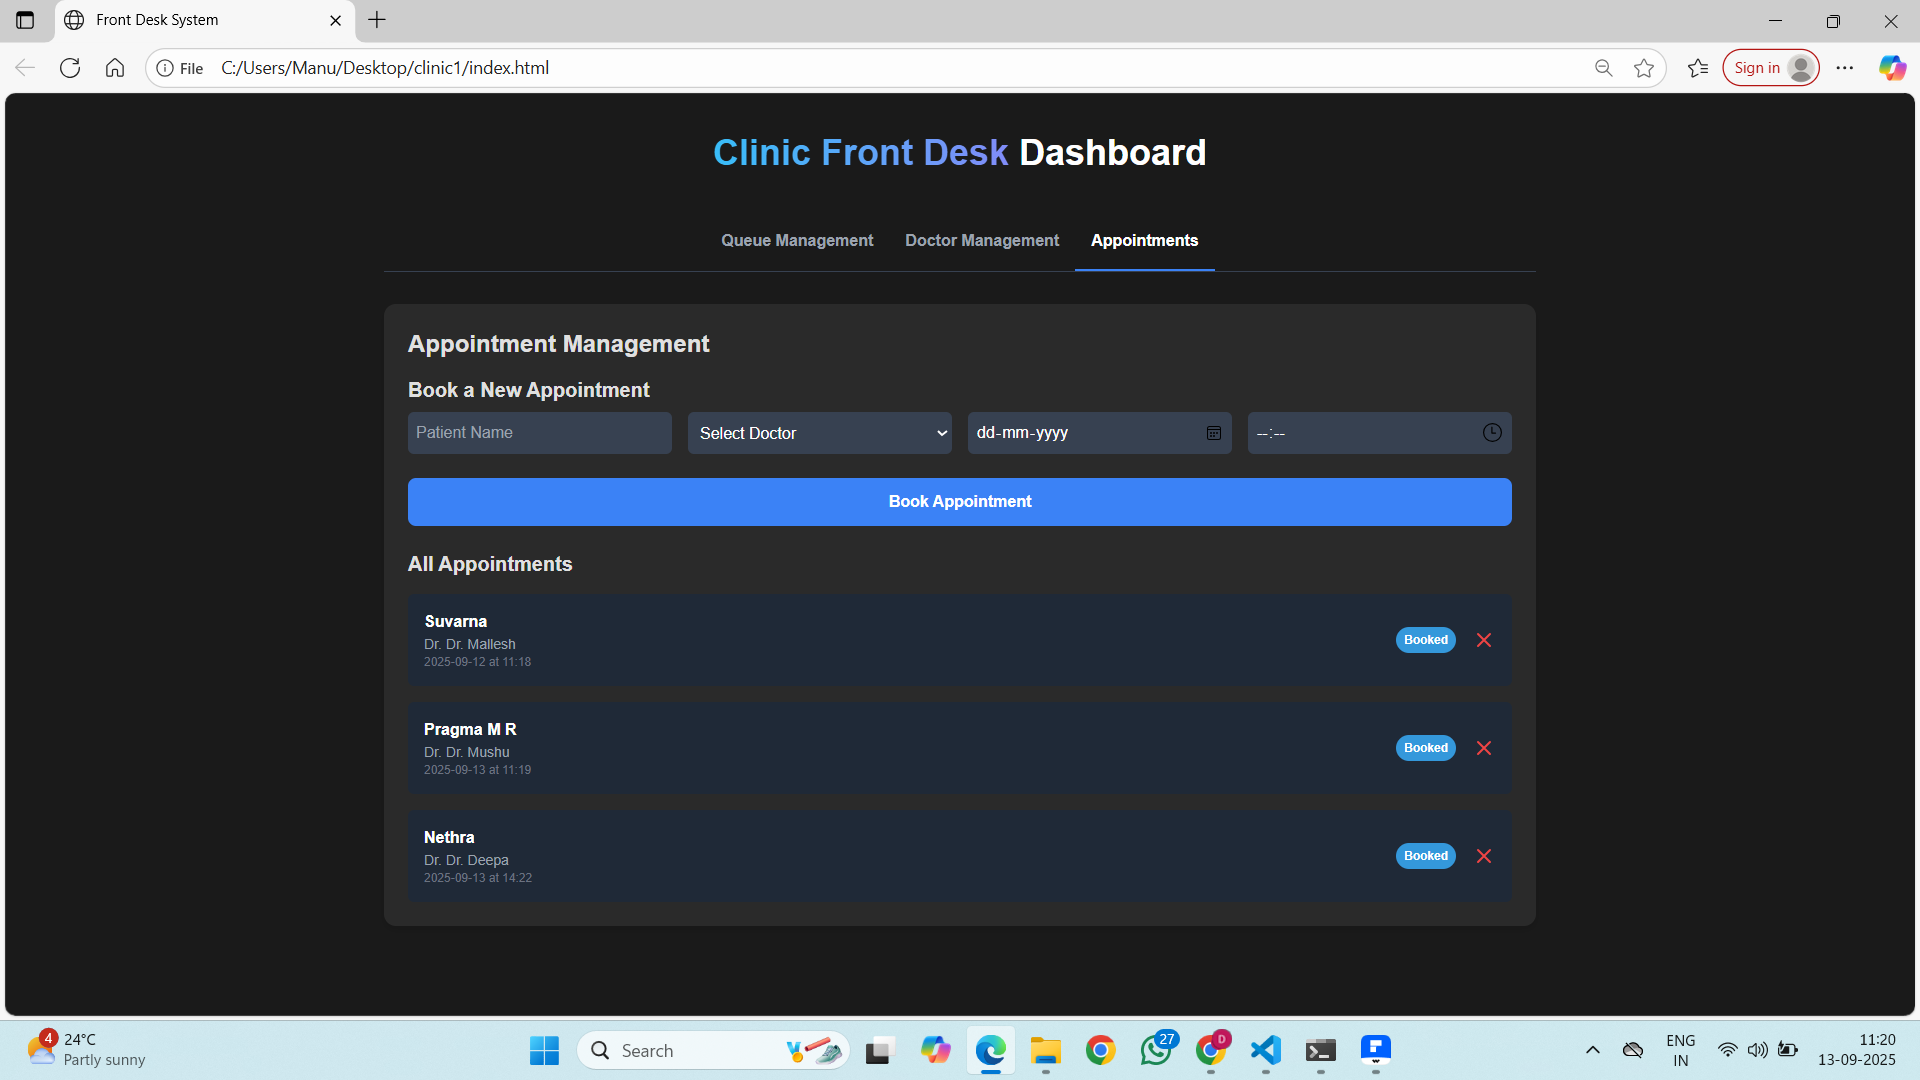 Front Desk System
File C:/Users/Manu/Desktop/clinic1/index.html
Sign in
Clinic Front Desk Dashboard
Queue Management Doctor Management Appointments
Appointment Management
Book a New Appointment
Patient Name Select Doctor dd-mm-yyyy --:--
Book Appointment
All Appointments
Suvarna
Dr. Dr. Mallesh
2025-09-12 at 11:18
Booked
Pragma M R
Dr. Dr. Mushu
2025-09-13 at 11:19
Booked
Nethra
Dr. Dr. Deepa
2025-09-13 at 14:22
Booked
4
24°C
Partly sunny
Search
27
D
ENG
IN
11:20
13-09-2025